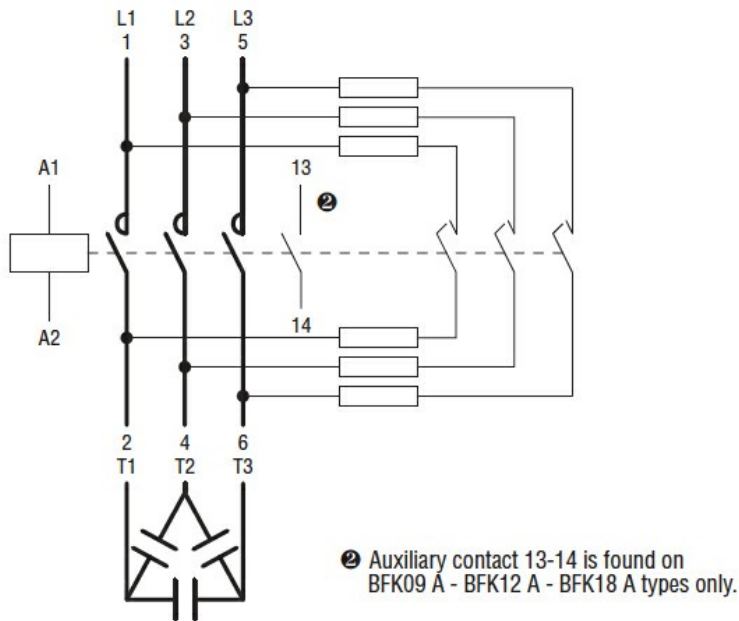 L1 L2 L3
1 3 5
A1
13
❷
14
A2
2 4 6
T1 T2 T3
❷ Auxiliary contact 13-14 is found on
BFK09 A - BFK12 A - BFK18 A types only.